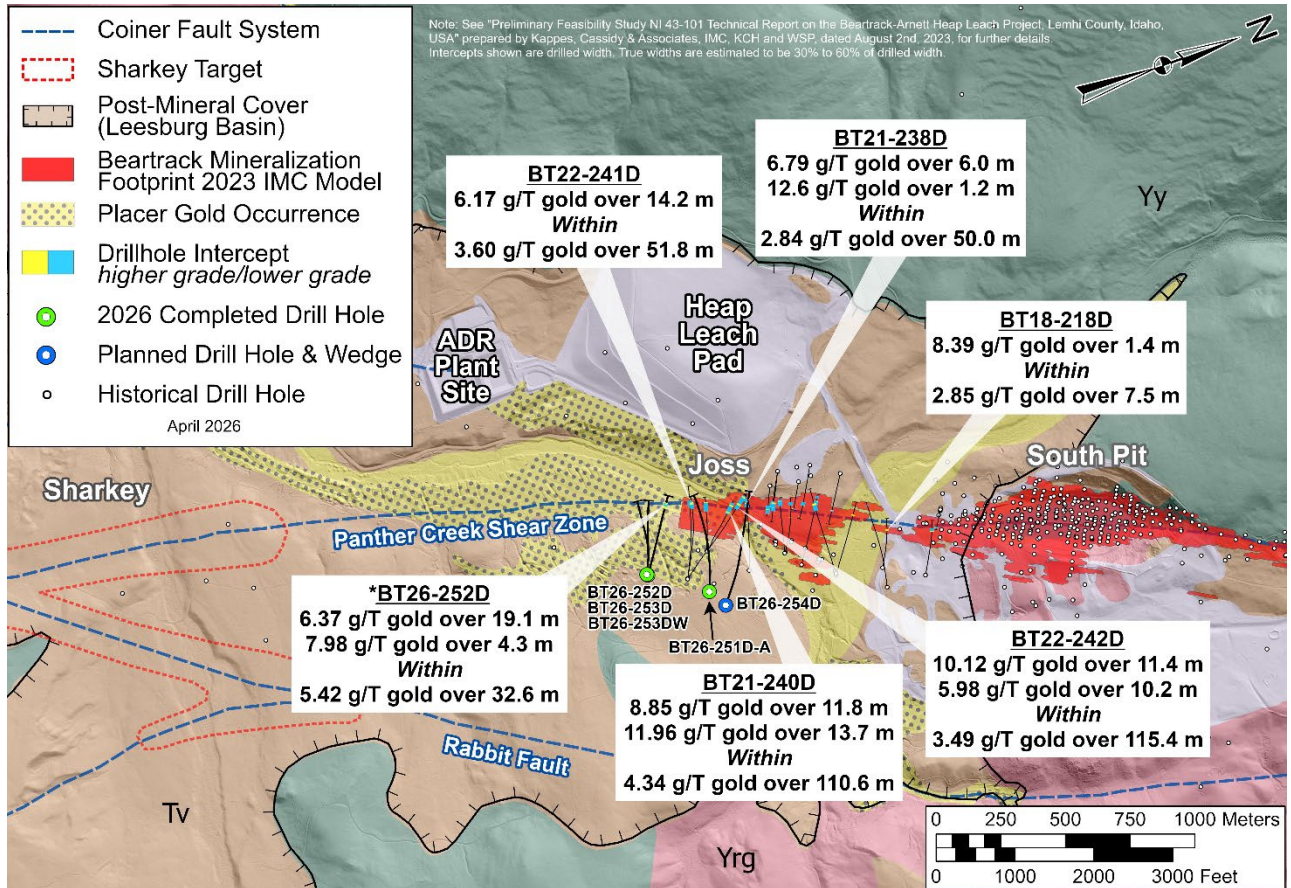 Coiner Fault System
Sharkey Target
Post-Mineral Cover
(Leesburg Basin)
Beartrack Mineralization
Footprint 2023 IMC Model
Placer Gold Occurrence
Drillhole Intercept
higher grade/lower grade
2026 Completed Drill Hole
Planned Drill Hole & Wedge
Historical Drill Hole
April 2026
Note: See "Preliminary Feasibility Study NI 43-101 Technical Report on the Beartrack-Arnett Heap Leach Project, Lemhi County, Idaho,
USA" prepared by Kappes, Cassidy & Associates, IMC, KCH and WSP, dated August 2nd, 2023, for further details.
Intercepts shown are drilled width. True widths are estimated to be 30% to 60% of drilled width.
N
BT22-241D
6.17 g/T gold over 14.2 m
Within
3.60 g/T gold over 51.8 m
BT21-238D
6.79 g/T gold over 6.0 m
12.6 g/T gold over 1.2 m
Within
2.84 g/T gold over 50.0 m
Yy
BT18-218D
8.39 g/T gold over 1.4 m
Within
2.85 g/T gold over 7.5 m
ADR
Plant
Site
Heap
Leach
Pad
Joss
South Pit
Sharkey
Panther Creek Shear Zone
BT26-252D
BT26-253D
BT26-253DW
BT26-254D
BT26-251D-A
*BT26-252D
6.37 g/T gold over 19.1 m
7.98 g/T gold over 4.3 m
Within
5.42 g/T gold over 32.6 m
BT21-240D
8.85 g/T gold over 11.8 m
11.96 g/T gold over 13.7 m
Within
4.34 g/T gold over 110.6 m
BT22-242D
10.12 g/T gold over 11.4 m
5.98 g/T gold over 10.2 m
Within
3.49 g/T gold over 115.4 m
Rabbit Fault
Tv
Yrg
0 250 500 750 1000 Meters
0 1000 2000 3000 Feet